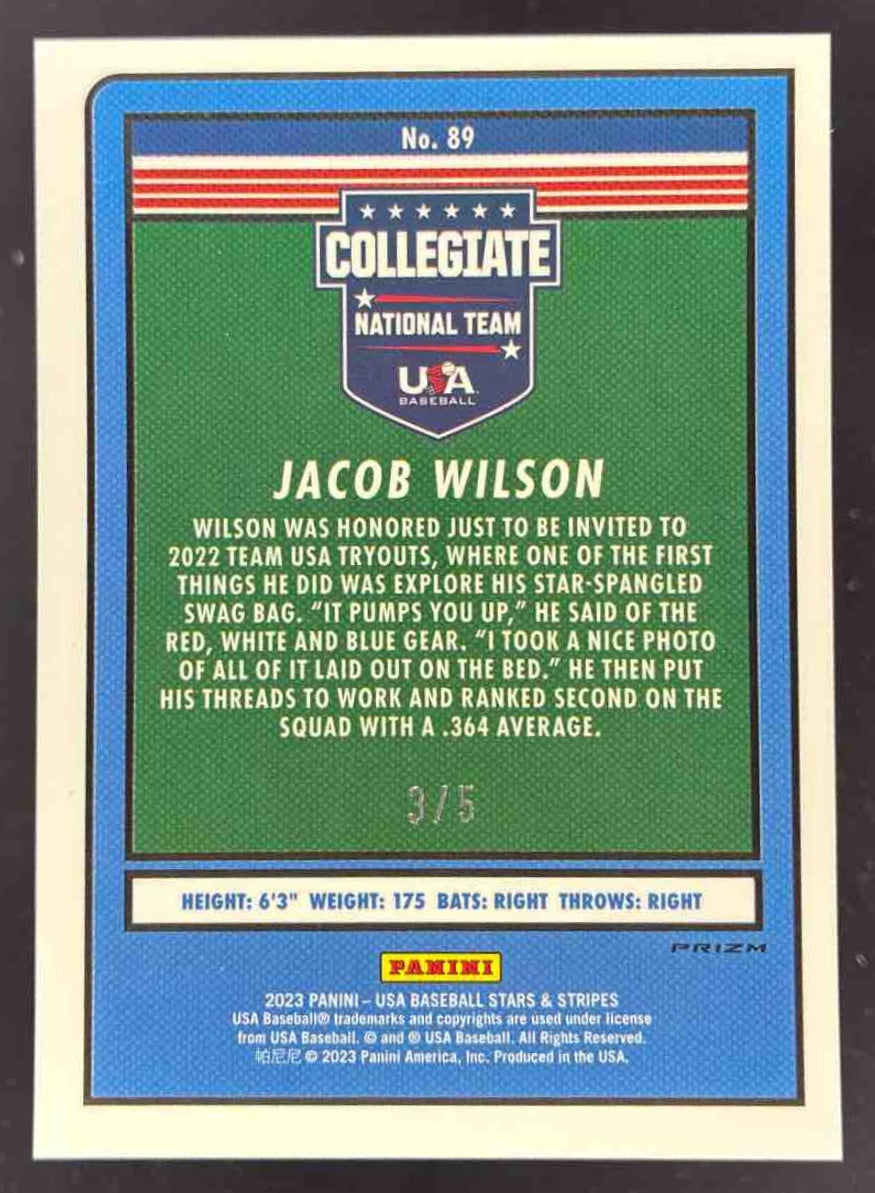 No. 89
COLLEGIATE
NATIONAL TEAM
USA
BASEBALL
JACOB WILSON
WILSON WAS HONORED JUST TO BE INVITED TO
2022 TEAM USA TRYOUTS, WHERE ONE OF THE FIRST
THINGS HE DID WAS EXPLORE HIS STAR-SPANGLED
SWAG BAG. “IT PUMPS YOU UP,” HE SAID OF THE
RED, WHITE AND BLUE GEAR. “I TOOK A NICE PHOTO
OF ALL OF IT LAID OUT ON THE BED.” HE THEN PUT
HIS THREADS TO WORK AND RANKED SECOND ON THE
SQUAD WITH A .364 AVERAGE.
3/5
HEIGHT: 6'3" WEIGHT: 175 BATS: RIGHT THROWS: RIGHT
PRIZM
PANINI
2023 PANINI – USA BASEBALL STARS & STRIPES
USA Baseball® trademarks and copyrights are used under license
from USA Baseball. © and ® USA Baseball. All Rights Reserved.
帕尼尼 © 2023 Panini America, Inc. Produced in the USA.